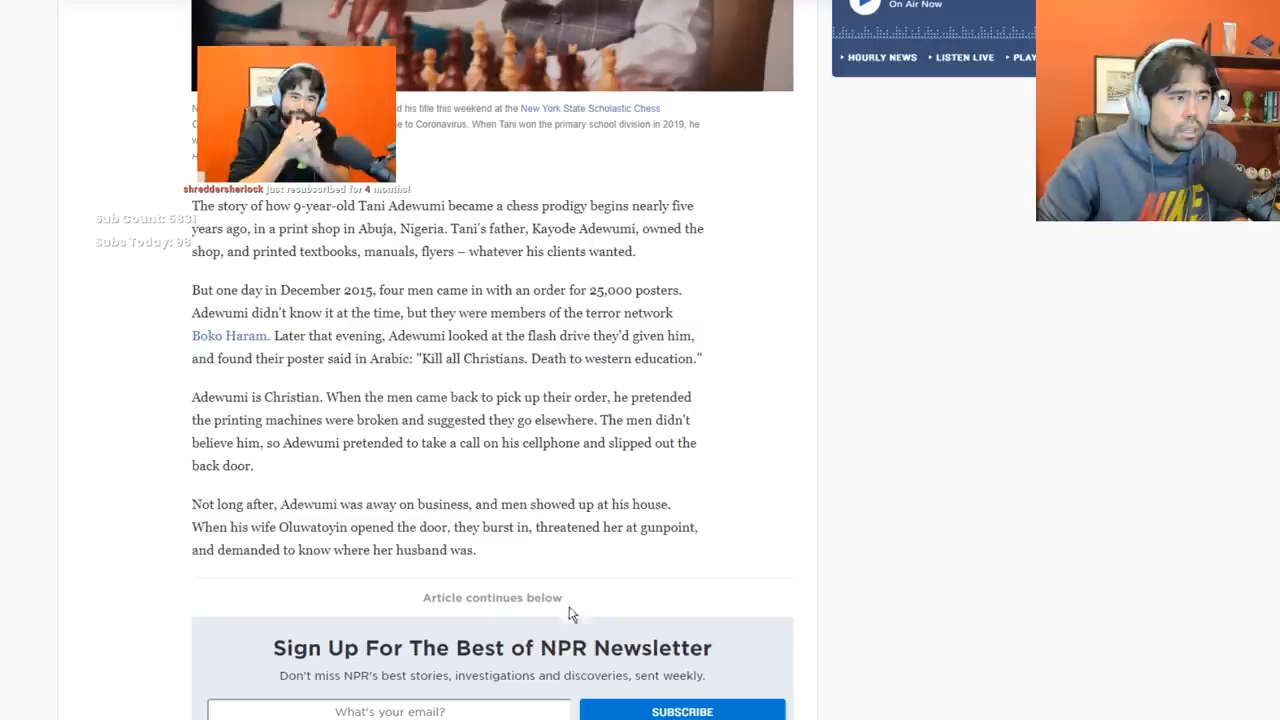 On Air Now
HOURLY NEWS
LISTEN LIVE
PLAY
d his title this weekend at the New York State Scholastic Chess
e to Coronavirus. When Tani won the primary school division in 2019, he
shreddersherlock just resubscribed for 4 months!
Sub Count: 5831
Subs Today: 98
The story of how 9-year-old Tani Adewumi became a chess prodigy begins nearly five
years ago, in a print shop in Abuja, Nigeria. Tani's father, Kayode Adewumi, owned the
shop, and printed textbooks, manuals, flyers – whatever his clients wanted.
But one day in December 2015, four men came in with an order for 25,000 posters.
Adewumi didn't know it at the time, but they were members of the terror network
Boko Haram. Later that evening, Adewumi looked at the flash drive they'd given him,
and found their poster said in Arabic: "Kill all Christians. Death to western education."
Adewumi is Christian. When the men came back to pick up their order, he pretended
the printing machines were broken and suggested they go elsewhere. The men didn't
believe him, so Adewumi pretended to take a call on his cellphone and slipped out the
back door.
Not long after, Adewumi was away on business, and men showed up at his house.
When his wife Oluwatoyin opened the door, they burst in, threatened her at gunpoint,
and demanded to know where her husband was.
Article continues below
Sign Up For The Best of NPR Newsletter
Don't miss NPR's best stories, investigations and discoveries, sent weekly.
What's your email?
SUBSCRIBE